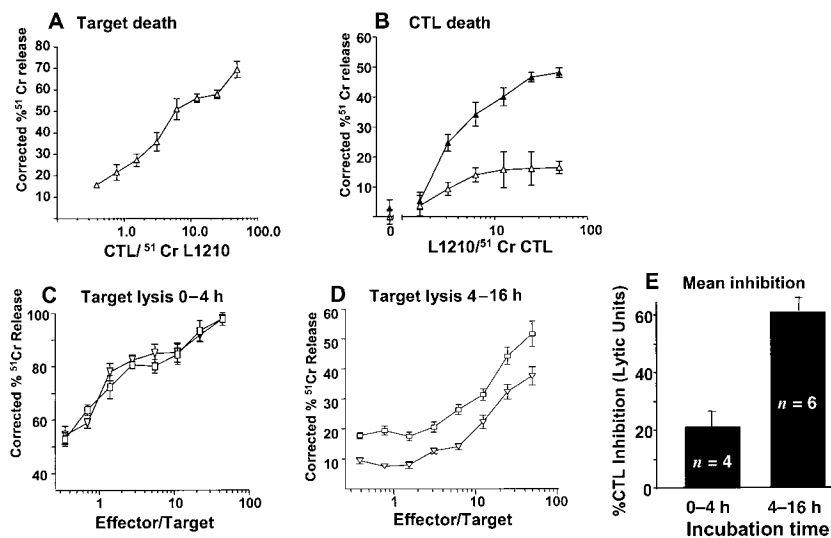 A Target death
Corrected %⁵¹ Cr release
80
70
60
50
40
30
20
10
1.0 10.0 100.0
CTL/ ⁵¹ Cr L1210
B CTL death
Corrected %⁵¹ Cr release
60
50
40
30
20
10
0
0 10 100
L1210/⁵¹ Cr CTL
C Target lysis 0–4 h
Corrected % ⁵¹Cr Release
100
80
60
40
1 10 100
Effector/Target
D Target lysis 4–16 h
Corrected % ⁵¹Cr Release
60
50
40
30
20
10
1 10 100
Effector/Target
E Mean inhibition
%CTL Inhibition (Lytic Units)
60
40
20
0
n = 4
n = 6
0–4 h 4–16 h
Incubation time